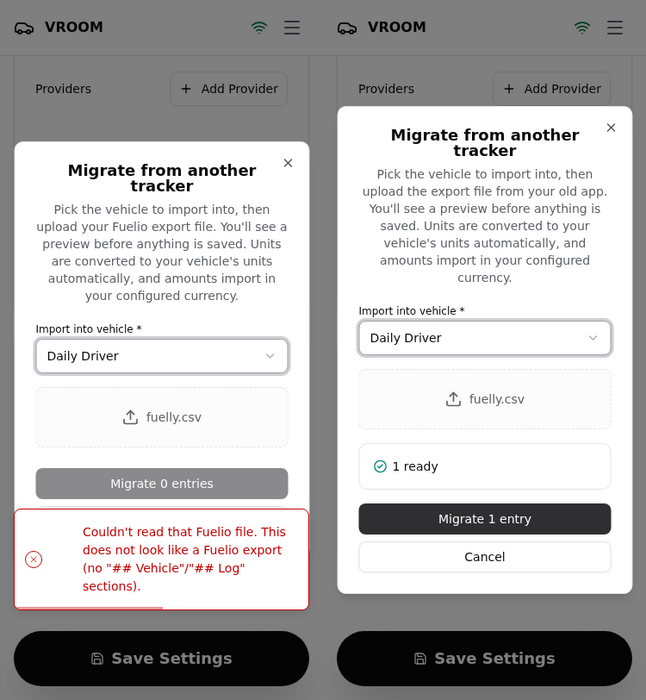 VROOM
Providers
Add Provider
Migrate from another
tracker
Pick the vehicle to import into, then
upload your Fuelio export file. You'll see a
preview before anything is saved. Units
are converted to your vehicle's units
automatically, and amounts import in
your configured currency.
Import into vehicle *
Daily Driver
fuelly.csv
Migrate 0 entries
Couldn't read that Fuelio file. This
does not look like a Fuelio export
(no "## Vehicle"/"## Log"
sections).
Save Settings
VROOM
Providers
Add Provider
Migrate from another
tracker
Pick the vehicle to import into, then
upload the export file from your old app.
You'll see a preview before anything is
saved. Units are converted to your
vehicle's units automatically, and
amounts import in your configured
currency.
Import into vehicle *
Daily Driver
fuelly.csv
1 ready
Migrate 1 entry
Cancel
Save Settings